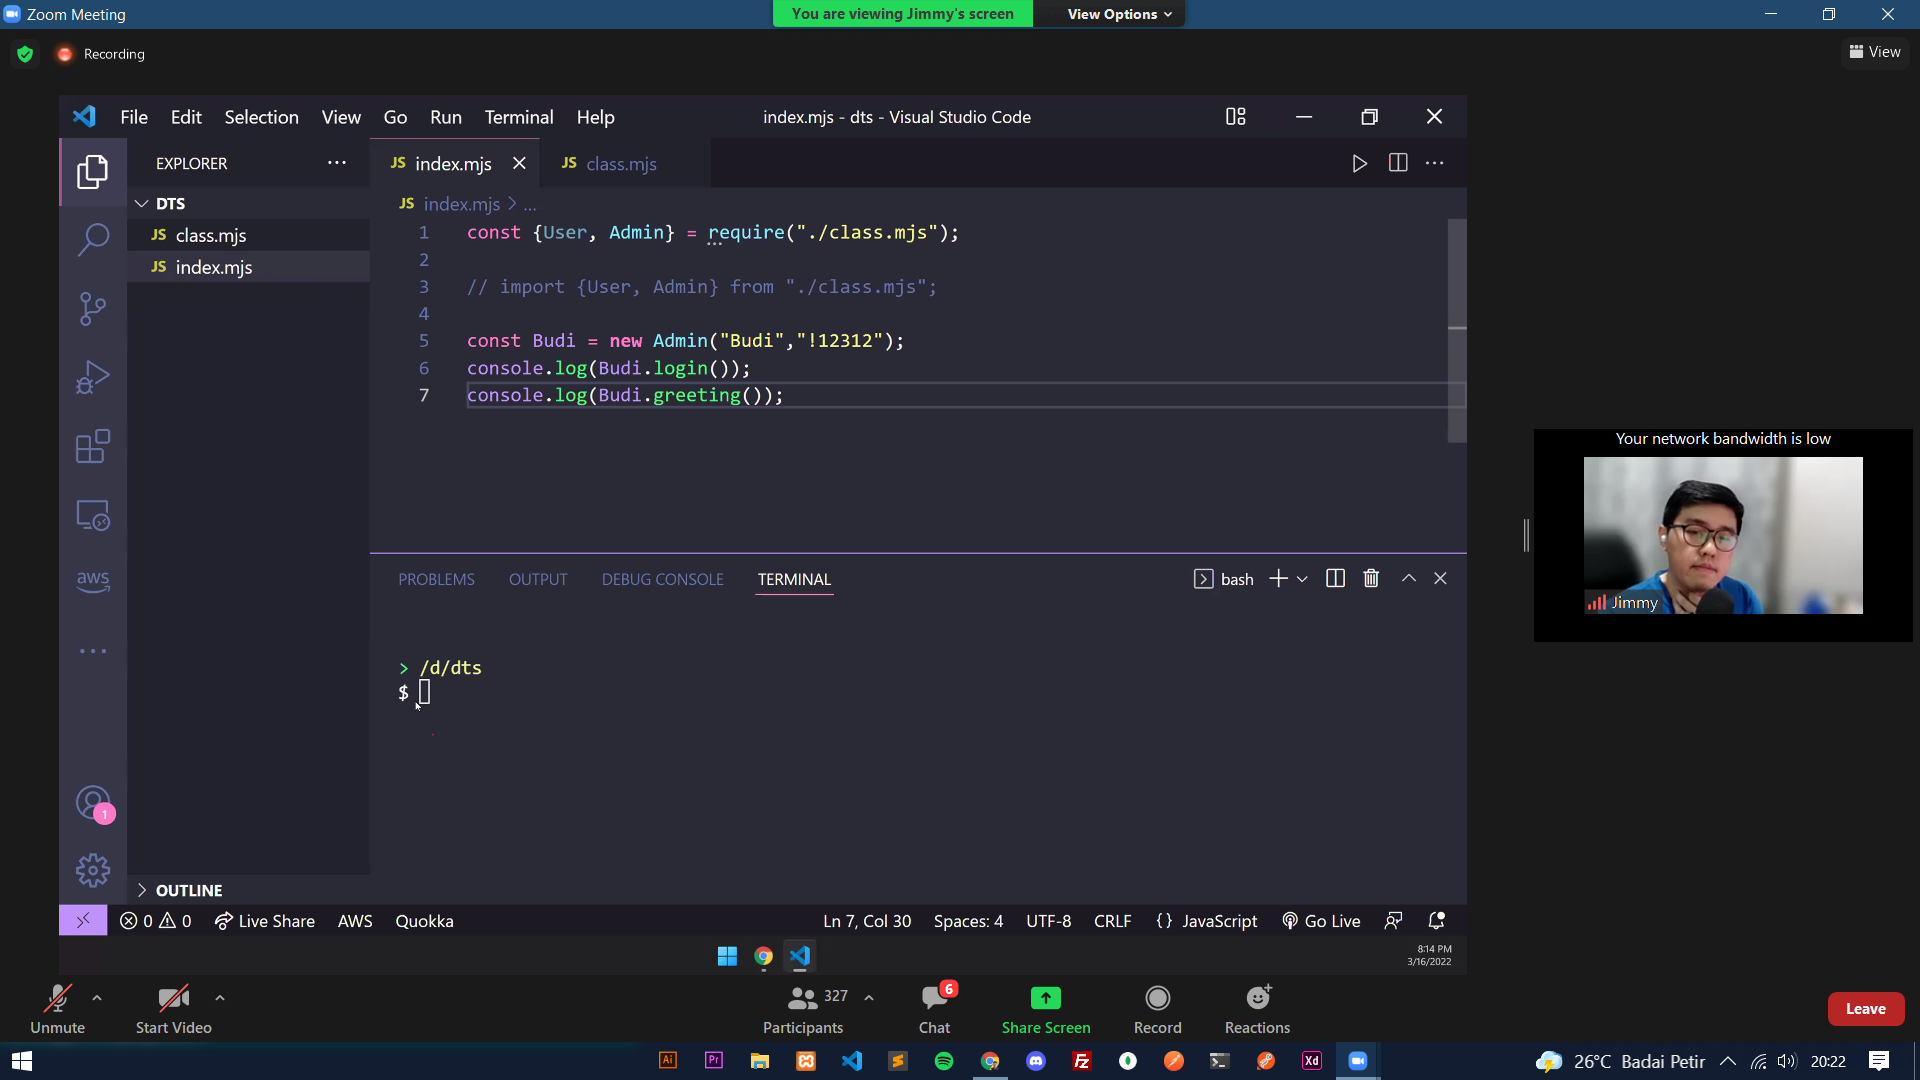 Zoom Meeting
You are viewing Jimmy's screen
View Options
Recording
View
File Edit Selection View Go Run Terminal Help
index.mjs - dts - Visual Studio Code
EXPLORER
JS index.mjs
JS class.mjs
DTS
JS class.mjs
JS index.mjs
JS index.mjs > ...
1 const {User, Admin} = require("./class.mjs");
2
3 // import {User, Admin} from "./class.mjs";
4
5 const Budi = new Admin("Budi","!12312");
6 console.log(Budi.login());
7 console.log(Budi.greeting());
aws
1
Your network bandwidth is low
Jimmy
PROBLEMS OUTPUT DEBUG CONSOLE TERMINAL
bash
> /d/dts
$
OUTLINE
0 0 Live Share AWS Quokka
Ln 7, Col 30 Spaces: 4 UTF-8 CRLF {} JavaScript Go Live
8:14 PM
3/16/2022
Unmute
Start Video
327
Participants
6
Chat
Share Screen
Record
Reactions
Leave
Ai
Pr
Fz
Xd
26°C Badai Petir
20:22